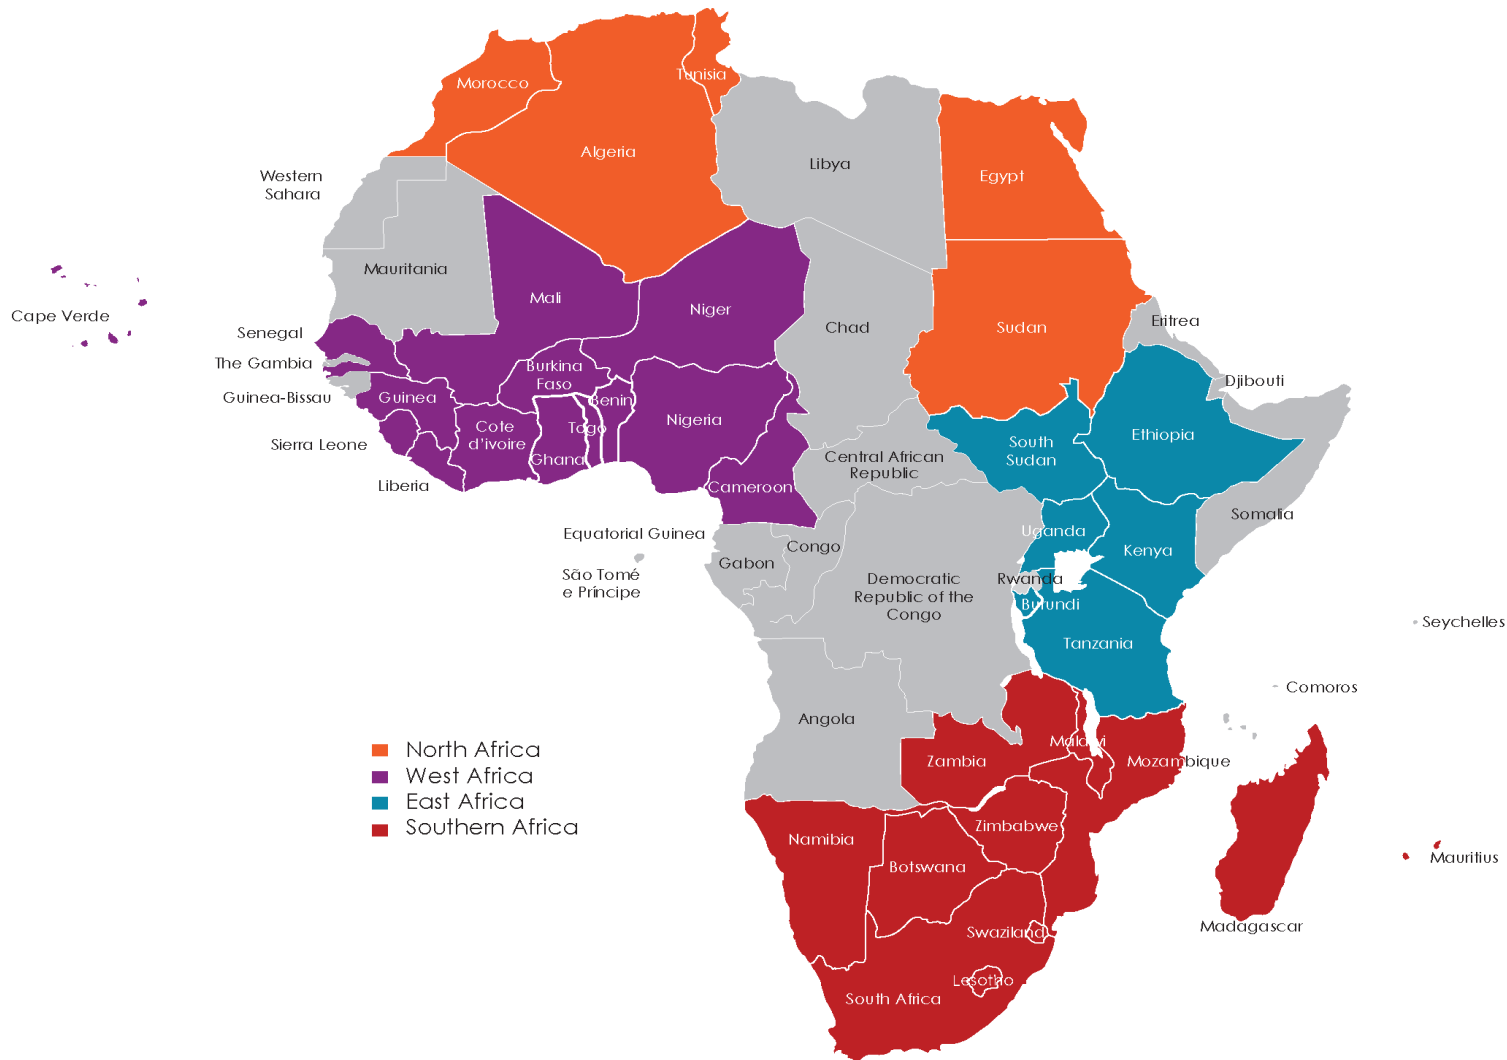 Morocco
Tunisia
Algeria
Libya
Egypt
Western
Sahara
Mauritania
Mali
Niger
Chad
Sudan
Eritrea
Cape Verde
Senegal
The Gambia
Guinea-Bissau
Guinea
Burkina
Faso
Benin
Djibouti
Sierra Leone
Cote
d'ivoire
Togo
Ghana
Nigeria
Ethiopia
South
Sudan
Central African
Republic
Liberia
Cameroon
Somalia
Equatorial Guinea
Congo
Uganda
Kenya
Gabon
São Tomé
e Príncipe
Democratic
Republic of the
Congo
Rwanda
Burundi
Tanzania
Seychelles
Comoros
Angola
Malawi
Zambia
Mozambique
North Africa
West Africa
East Africa
Southern Africa
Namibia
Zimbabwe
Botswana
Mauritius
Madagascar
Swaziland
Lesotho
South Africa